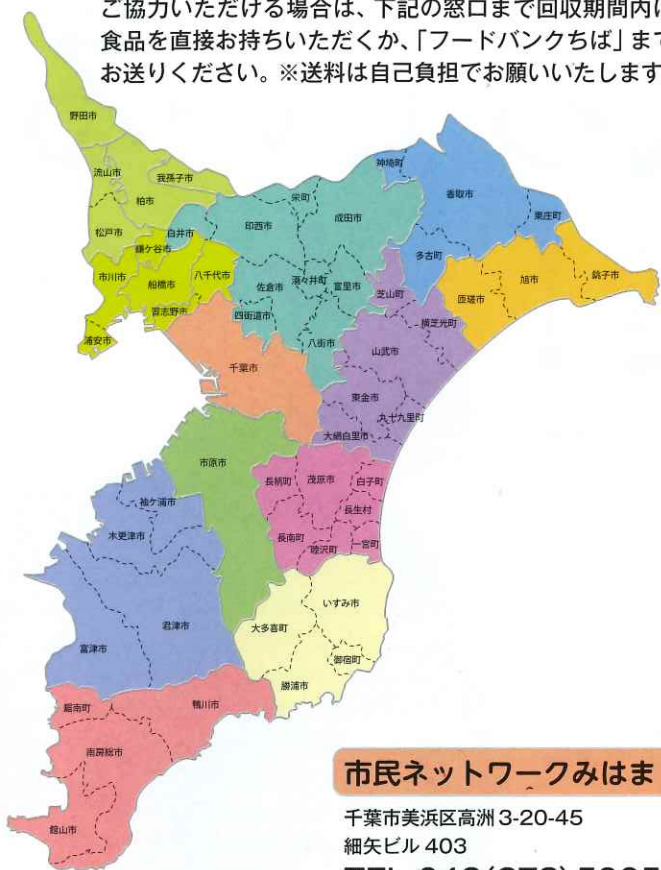 ご協力いただける場合は、下記の窓口まで回収期間内に
食品を直接お持ちいただくか、「フードバンクちば」まで
お送りください。※送料は自己負担でお願いいたします
野田市
流山市
我孫子市
柏市
松戸市
鎌ケ谷市
白井市
市川市
船橋市
八千代市
習志野市
浦安市
印西市
栄町
成田市
佐倉市
酒々井町
富里市
四街道市
八街市
神埼町
香取市
東庄町
多古町
匝瑳市
旭市
銚子市
芝山町
横芝光町
山武市
東金市
九十九里町
大網白里市
千葉市
市原市
長柄町
茂原市
白子町
長生村
長南町
睦沢町
一宮町
袖ケ浦市
木更津市
君津市
富津市
いすみ市
大多喜町
御宿町
勝浦市
鋸南町
鴨川市
南房総市
館山市
市民ネットワークみはま
千葉市美浜区高洲3-20-45
細矢ビル 403